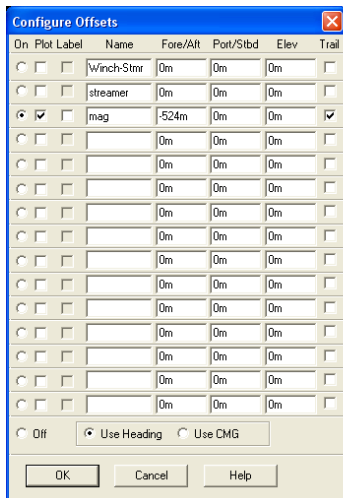 Configure Offsets
On Plot Label Name Fore/Aft Port/Stbd Elev Trail
Winch-Stmr 0m 0m 0m
streamer 0m 0m 0m
mag -524m 0m 0m
0m 0m 0m
0m 0m 0m
0m 0m 0m
0m 0m 0m
0m 0m 0m
0m 0m 0m
0m 0m 0m
0m 0m 0m
0m 0m 0m
0m 0m 0m
0m 0m 0m
0m 0m 0m
Off Use Heading Use CMG
OK Cancel Help